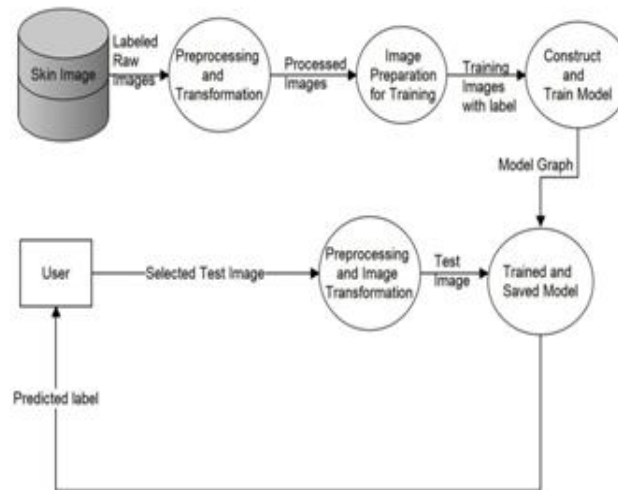 Skin Image
Labeled
Raw
Images
Preprocessing
and
Transformation
Processed
Images
Image
Preparation
for Training
Training
Images
with label
Construct
and
Train Model
Model Graph
User
Selected Test Image
Preprocessing
and Image
Transformation
Test
Image
Trained and
Saved Model
Predicted label